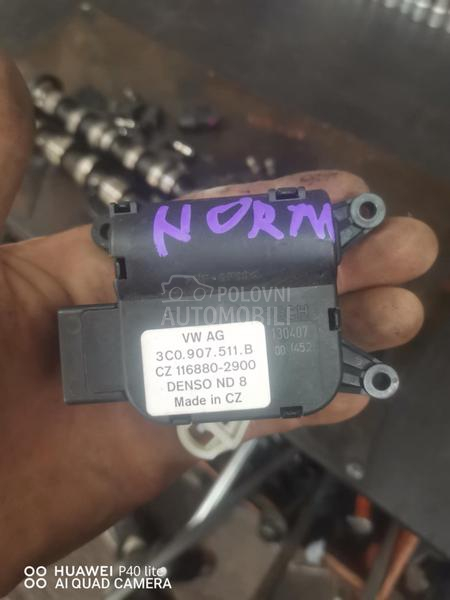 NORM
POLOVNI
AUTOMOBILI
130407
VW AG
3C0.907.511.B
CZ 116880-2900
DENSO ND 8
Made in CZ
HUAWEI P40 lite
AI QUAD CAMERA